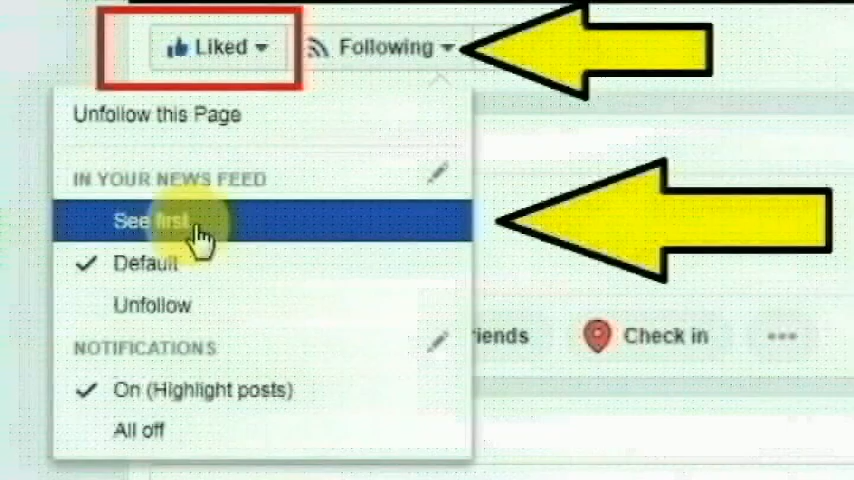 Liked Following
Unfollow this Page
IN YOUR NEWS FEED
See first
Default
Unfollow
riends Check in
NOTIFICATIONS
On (Highlight posts)
All off